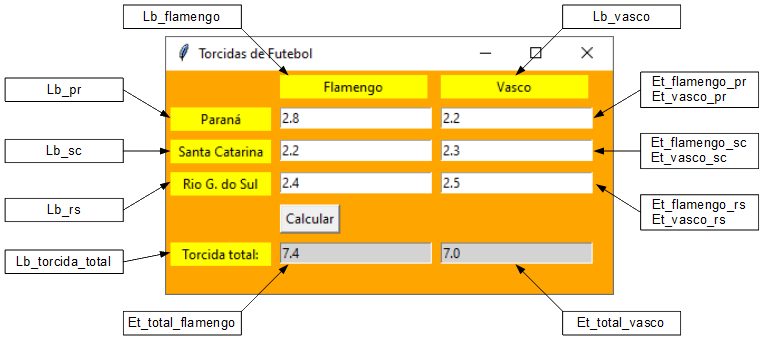 Lb_flamengo
Lb_vasco
Torcidas de Futebol
Flamengo
Vasco
Lb_pr
Paraná
2.8
2.2
Et_flamengo_pr
Et_vasco_pr
Lb_sc
Santa Catarina
2.2
2.3
Et_flamengo_sc
Et_vasco_sc
Lb_rs
Rio G. do Sul
2.4
2.5
Et_flamengo_rs
Et_vasco_rs
Calcular
Lb_torcida_total
Torcida total:
7.4
7.0
Et_total_flamengo
Et_total_vasco